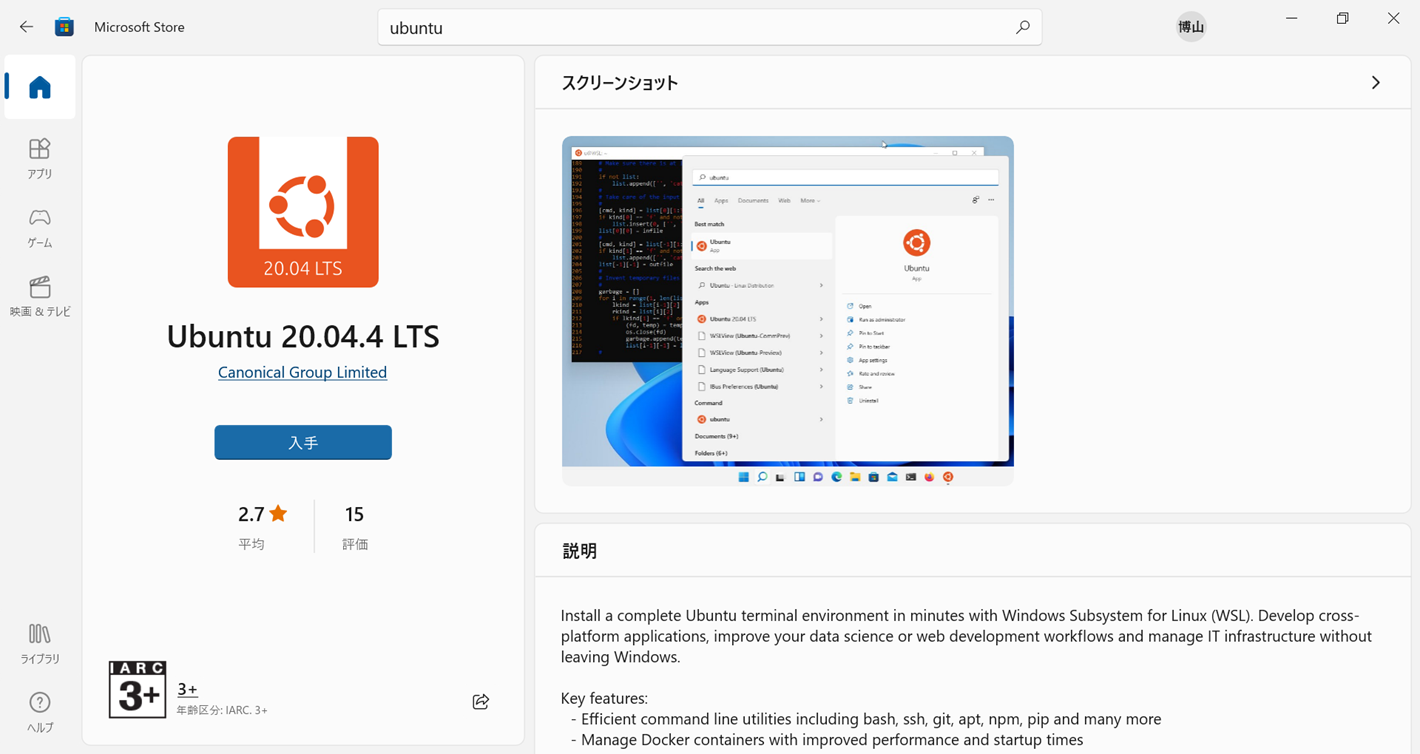 Microsoft Store
ubuntu
博山
アプリ
ゲーム
映画 & テレビ
ライブラリ
ヘルプ
20.04 LTS
Ubuntu 20.04.4 LTS
Canonical Group Limited
入手
2.7
平均
15
評価
IARC
3+
3+
年齢区分: IARC. 3+
スクリーンショット
ubuntu
All Apps Documents Web More
Best match
Ubuntu
App
Search the web
Ubuntu - Linux Distribution
Apps
Ubuntu 20.04 LTS
WSLView (Ubuntu-CommPrev)
WSLView (Ubuntu-Preview)
Language Support (Ubuntu)
IBus Preferences (Ubuntu)
Command
ubuntu
Documents (9+)
Folders (6+)
Ubuntu
App
Open
Run as administrator
Pin to Start
Pin to taskbar
App settings
Rate and review
Share
Uninstall
説明
Install a complete Ubuntu terminal environment in minutes with Windows Subsystem for Linux (WSL). Develop cross-
platform applications, improve your data science or web development workflows and manage IT infrastructure without
leaving Windows.
Key features:
- Efficient command line utilities including bash, ssh, git, apt, npm, pip and many more
- Manage Docker containers with improved performance and startup times